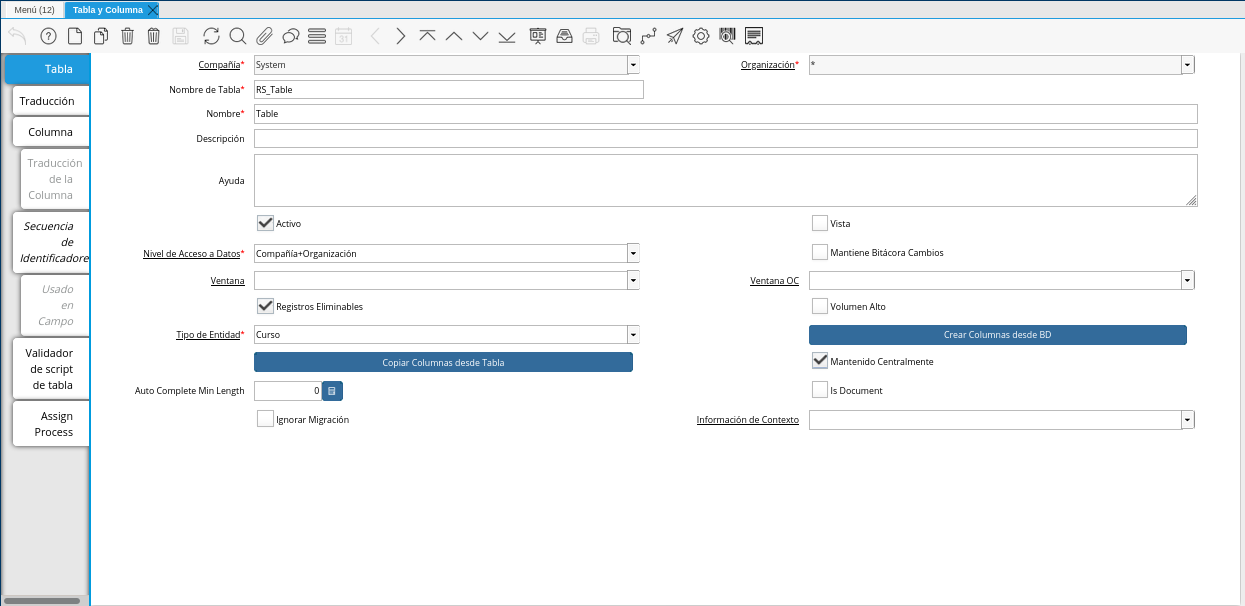 Menú (12)
Tabla y Columna
31
Tabla
Traducción
Columna
Traducción
de la
Columna
Secuencia
de
Identificadore
Usado
en
Campo
Validador
de script
de tabla
Assign
Process
Compañía* System
Organización* *
Nombre de Tabla* RS_Table
Nombre* Table
Descripción
Ayuda
Activo
Vista
Nivel de Acceso a Datos* Compañía+Organización
Mantiene Bitácora Cambios
Ventana
Ventana OC
Registros Eliminables
Volumen Alto
Tipo de Entidad* Curso
Crear Columnas desde BD
Copiar Columnas desde Tabla
Mantenido Centralmente
Auto Complete Min Length 0
Is Document
Ignorar Migración
Información de Contexto